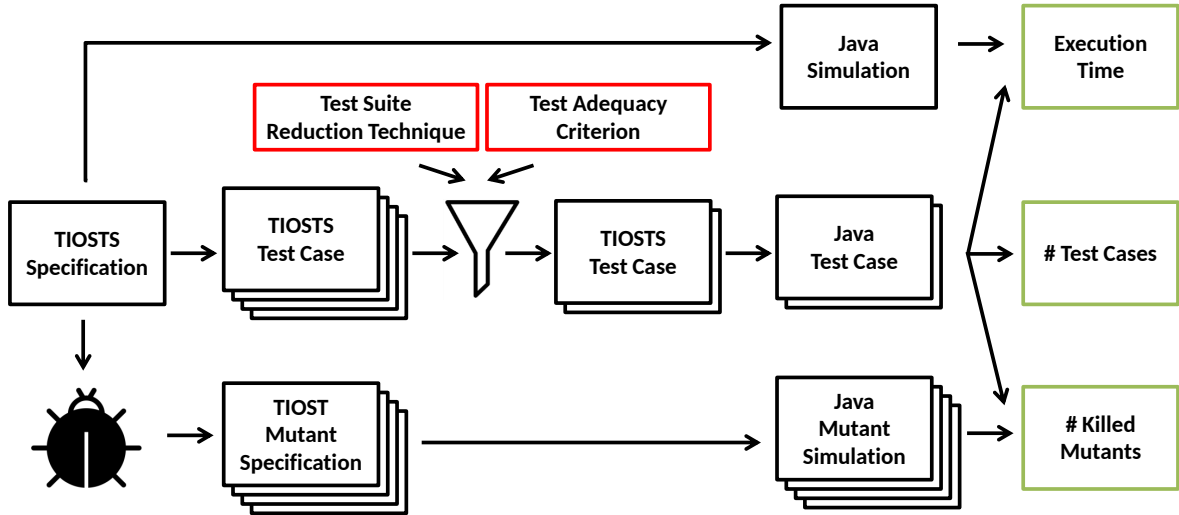 Java
Simulation
Execution
Time
Test Suite
Reduction Technique
Test Adequacy
Criterion
TIOSTS
Specification
TIOSTS
Test Case
TIOSTS
Test Case
Java
Test Case
# Test Cases
TIOST
Mutant
Specification
Java
Mutant
Simulation
# Killed
Mutants